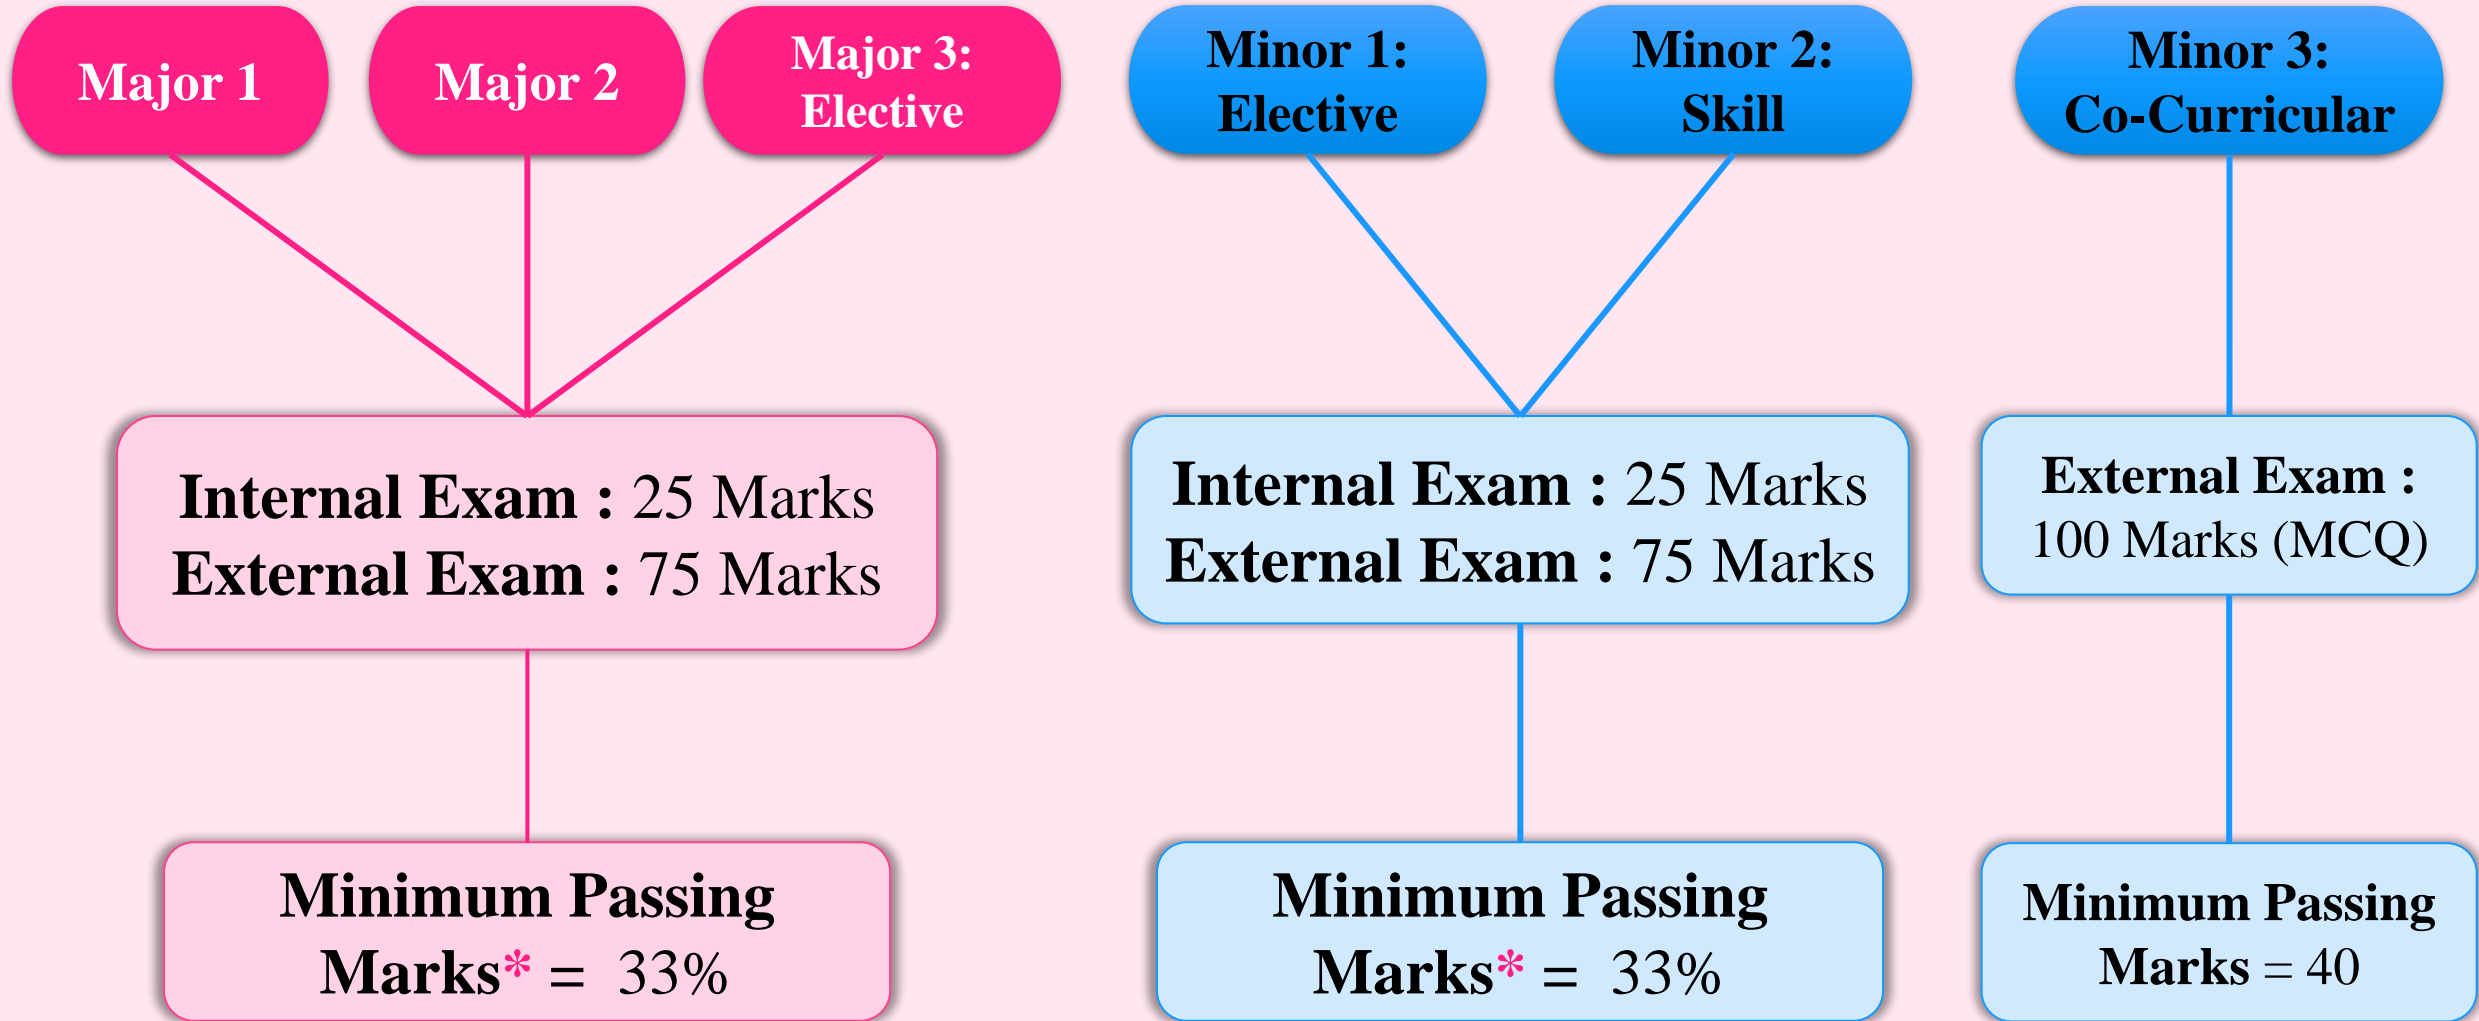 Major 1
Major 2
Major 3:
Elective
Minor 1:
Elective
Minor 2:
Skill
Minor 3:
Co-Curricular
Internal Exam : 25 Marks
External Exam : 75 Marks
Internal Exam : 25 Marks
External Exam : 75 Marks
External Exam :
100 Marks (MCQ)
Minimum Passing
Marks* = 33%
Minimum Passing
Marks* = 33%
Minimum Passing
Marks = 40